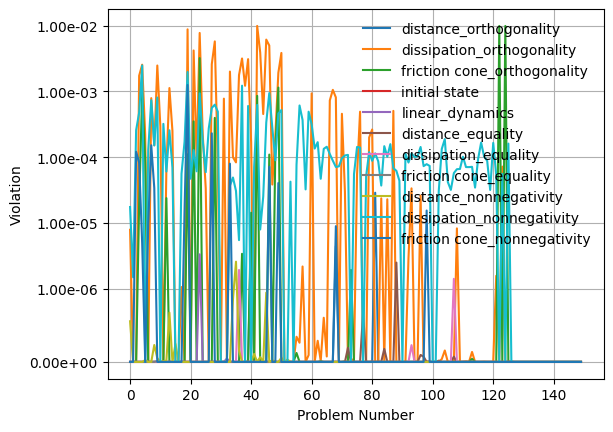 1.00e-02
1.00e-03
1.00e-04
1.00e-05
1.00e-06
0.00e+00
Violation
0 20 40 60 80 100 120 140
Problem Number
distance_orthogonality
dissipation_orthogonality
friction cone_orthogonality
initial state
linear_dynamics
distance_equality
dissipation_equality
friction cone_equality
distance_nonnegativity
dissipation_nonnegativity
friction cone_nonnegativity